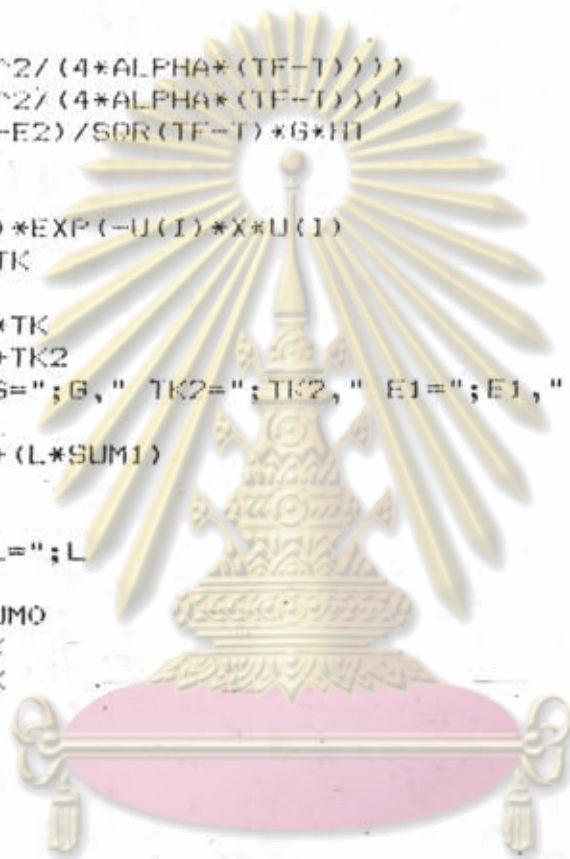 ^2/(4*ALPHA*(TF-T))))
^2/(4*ALPHA*(TF-T))))
-E2)/SQR(TF-T)*G*H1
)*EXP(-U(I)*X*U(I)
TK
*TK
+TK2
G=";G," TK2=";TK2," E1=";E1,"
+(L*SUM1)
L=";L
UMO